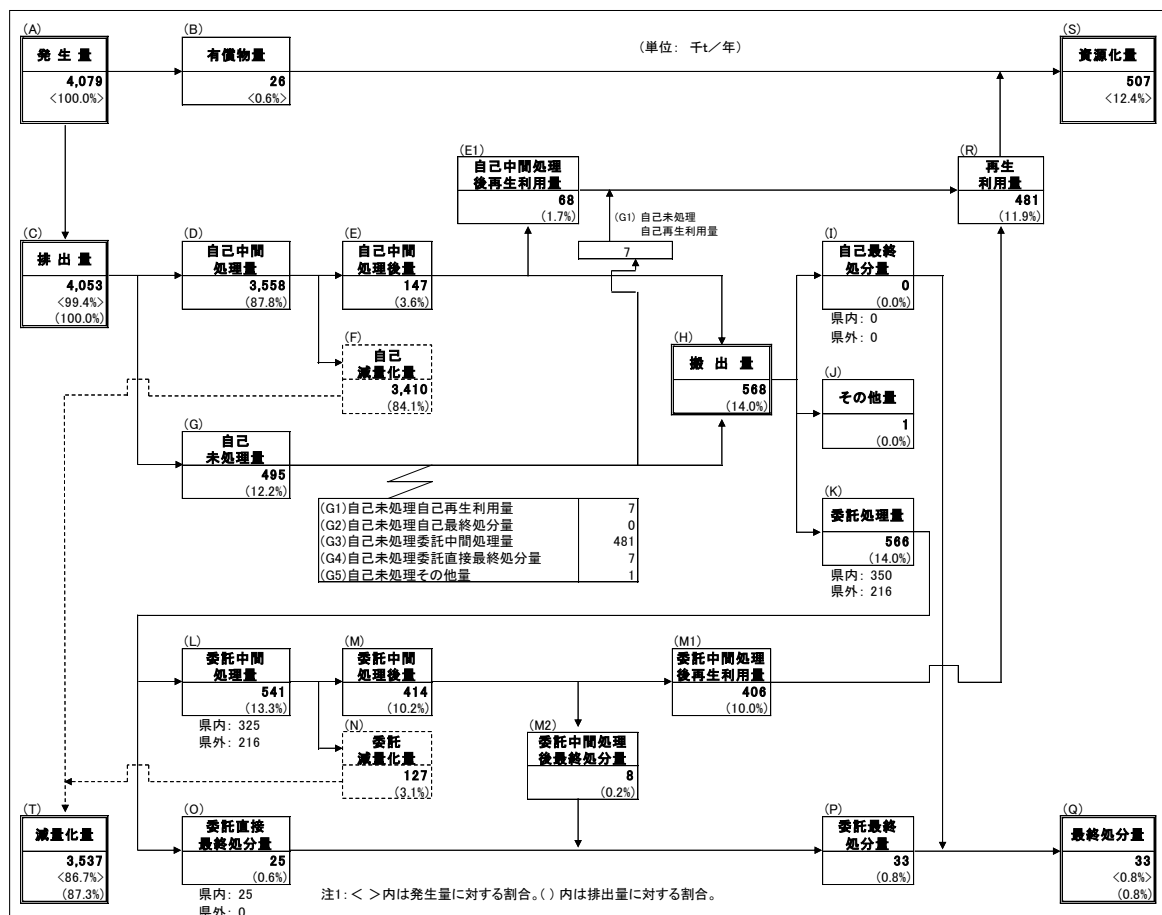 (A)
発 生 量
4,079
<100.0%>
(B)
有償物量
26
<0.6%>
(単位: 千t/年)
(S)
資源化量
507
<12.4%>
(E1)
自己中間処理
後再生利用量
68
(1.7%)
(G1) 自己未処理
自己再生利用量
7
(R)
再生
利用量
481
(11.9%)
(C)
排 出 量
4,053
<99.4%>
(100.0%)
(D)
自己中間
処理量
3,558
(87.8%)
(E)
自己中間
処理後量
147
(3.6%)
(F)
自己
減量化量
3,410
(84.1%)
(G)
自己
未処理量
495
(12.2%)
(H)
搬 出 量
568
(14.0%)
(I)
自己最終
処分量
0
(0.0%)
県内: 0
県外: 0
(J)
その他量
1
(0.0%)
(K)
委託処理量
566
(14.0%)
県内: 350
県外: 216
(G1)自己未処理自己再生利用量 7
(G2)自己未処理自己最終処分量 0
(G3)自己未処理委託中間処理量 481
(G4)自己未処理委託直接最終処分量 7
(G5)自己未処理その他量 1
(L)
委託中間
処理量
541
(13.3%)
県内: 325
県外: 216
(M)
委託中間
処理後量
414
(10.2%)
(N)
委託
減量化量
127
(3.1%)
(M1)
委託中間処理
後再生利用量
406
(10.0%)
(M2)
委託中間処理
後最終処分量
8
(0.2%)
(T)
減量化量
3,537
<86.7%>
(87.3%)
(O)
委託直接
最終処分量
25
(0.6%)
県内: 25
県外: 0
(P)
委託最終
処分量
33
(0.8%)
(Q)
最終処分量
33
<0.8%>
(0.8%)
注1:< >内は発生量に対する割合。( )内は排出量に対する割合。